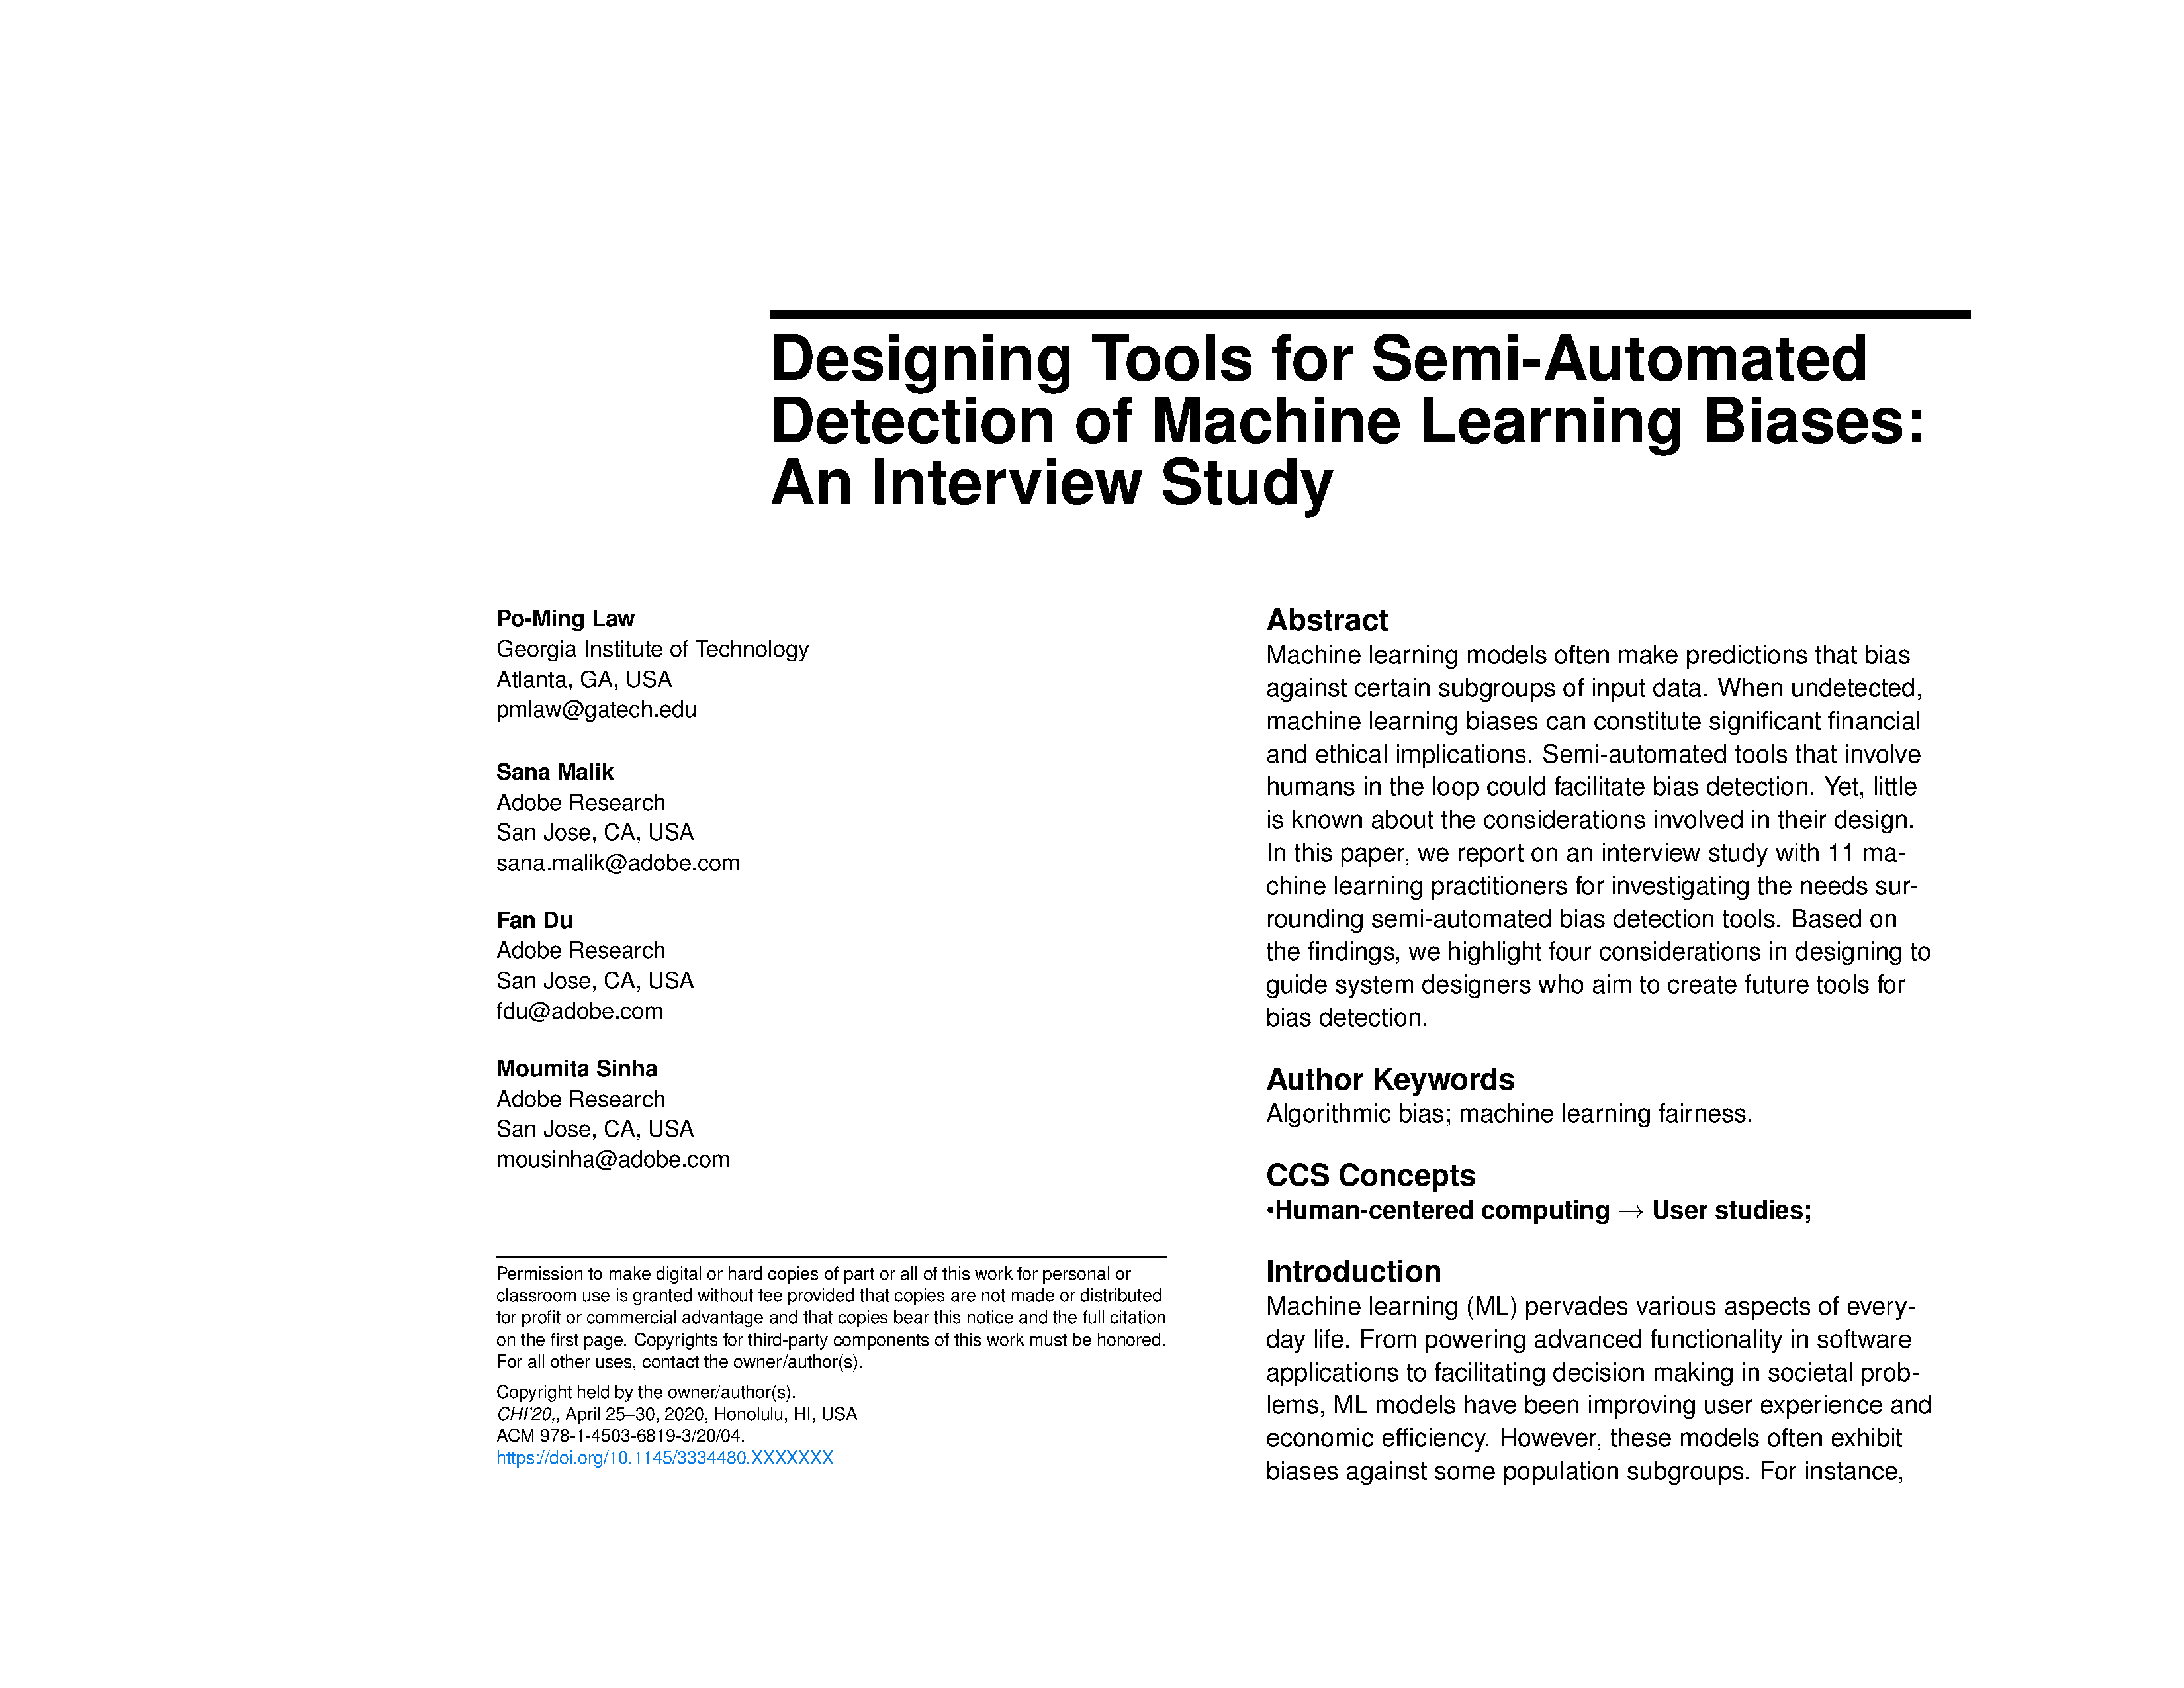 Designing Tools for Semi-Automated
Detection of Machine Learning Biases:
An Interview Study
Po-Ming Law
Georgia Institute of Technology
Atlanta, GA, USA
pmlaw@gatech.edu
Sana Malik
Adobe Research
San Jose, CA, USA
sana.malik@adobe.com
Fan Du
Adobe Research
San Jose, CA, USA
fdu@adobe.com
Moumita Sinha
Adobe Research
San Jose, CA, USA
mousinha@adobe.com
Permission to make digital or hard copies of part or all of this work for personal or
classroom use is granted without fee provided that copies are not made or distributed
for profit or commercial advantage and that copies bear this notice and the full citation
on the first page. Copyrights for third-party components of this work must be honored.
For all other uses, contact the owner/author(s).
Copyright held by the owner/author(s).
CHI'20,, April 25–30, 2020, Honolulu, HI, USA
ACM 978-1-4503-6819-3/20/04.
https://doi.org/10.1145/3334480.XXXXXXX
Abstract
Machine learning models often make predictions that bias
against certain subgroups of input data. When undetected,
machine learning biases can constitute significant financial
and ethical implications. Semi-automated tools that involve
humans in the loop could facilitate bias detection. Yet, little
is known about the considerations involved in their design.
In this paper, we report on an interview study with 11 ma-
chine learning practitioners for investigating the needs sur-
rounding semi-automated bias detection tools. Based on
the findings, we highlight four considerations in designing to
guide system designers who aim to create future tools for
bias detection.
Author Keywords
Algorithmic bias; machine learning fairness.
CCS Concepts
•Human-centered computing → User studies;
Introduction
Machine learning (ML) pervades various aspects of every-
day life. From powering advanced functionality in software
applications to facilitating decision making in societal prob-
lems, ML models have been improving user experience and
economic efficiency. However, these models often exhibit
biases against some population subgroups. For instance,